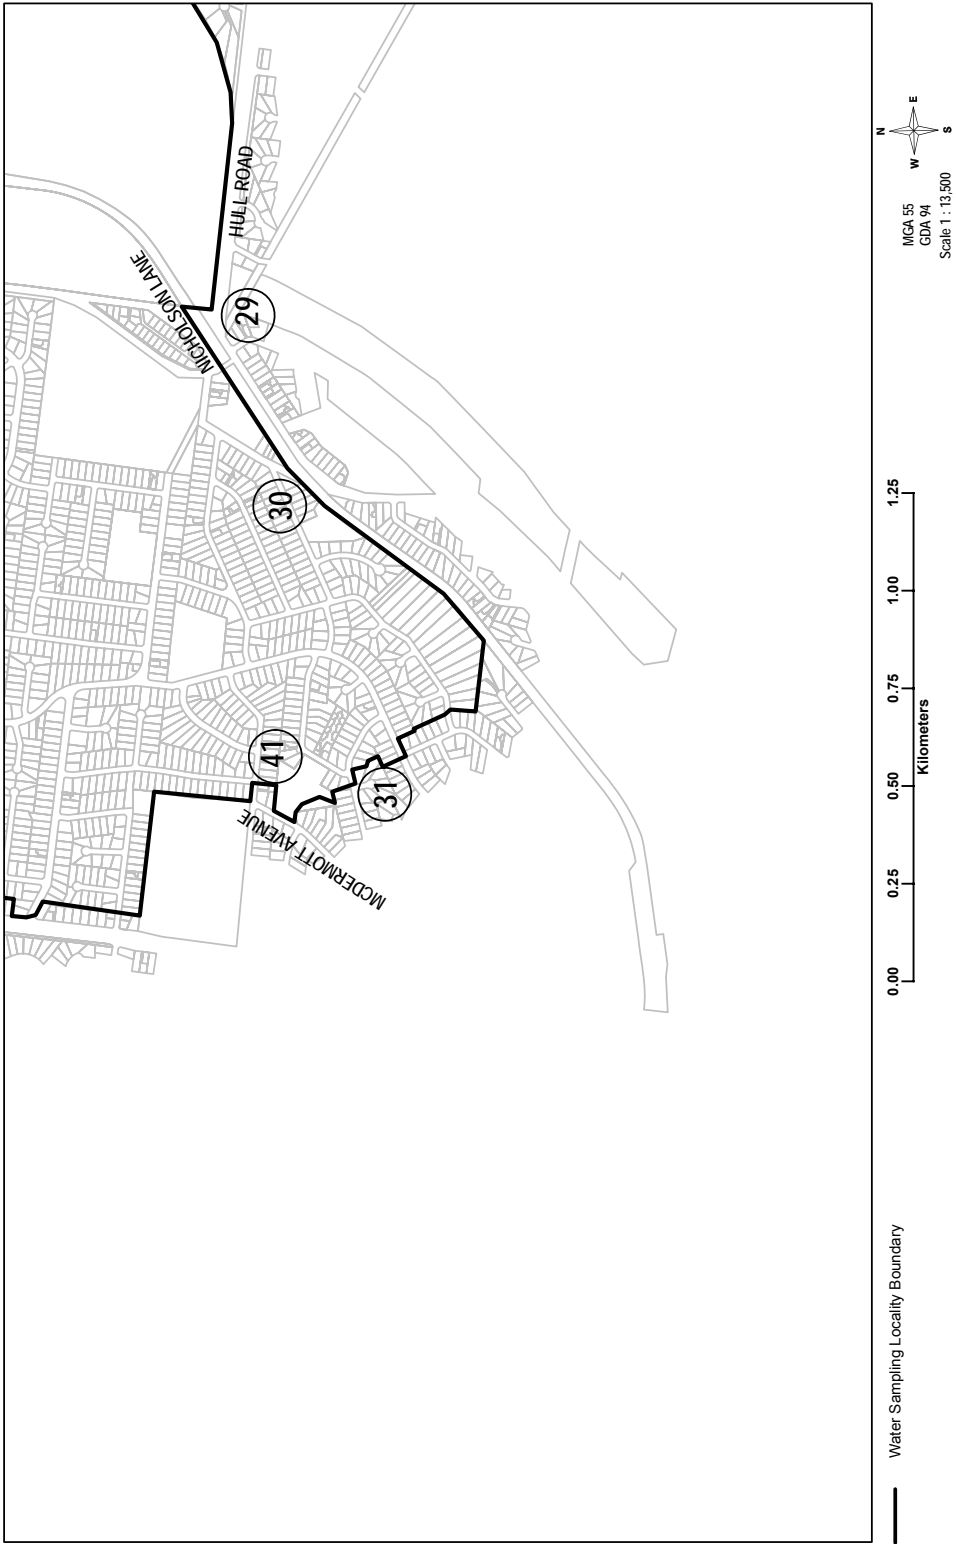 HULL ROAD
NICHOLSON LANE
29
30
41
31
MCDERMOTT AVENUE
N
E
W
S
MGA 55
GDA 94
Scale 1 : 13,500
0.00 0.25 0.50 0.75 1.00 1.25
Kilometers
Water Sampling Locality Boundary